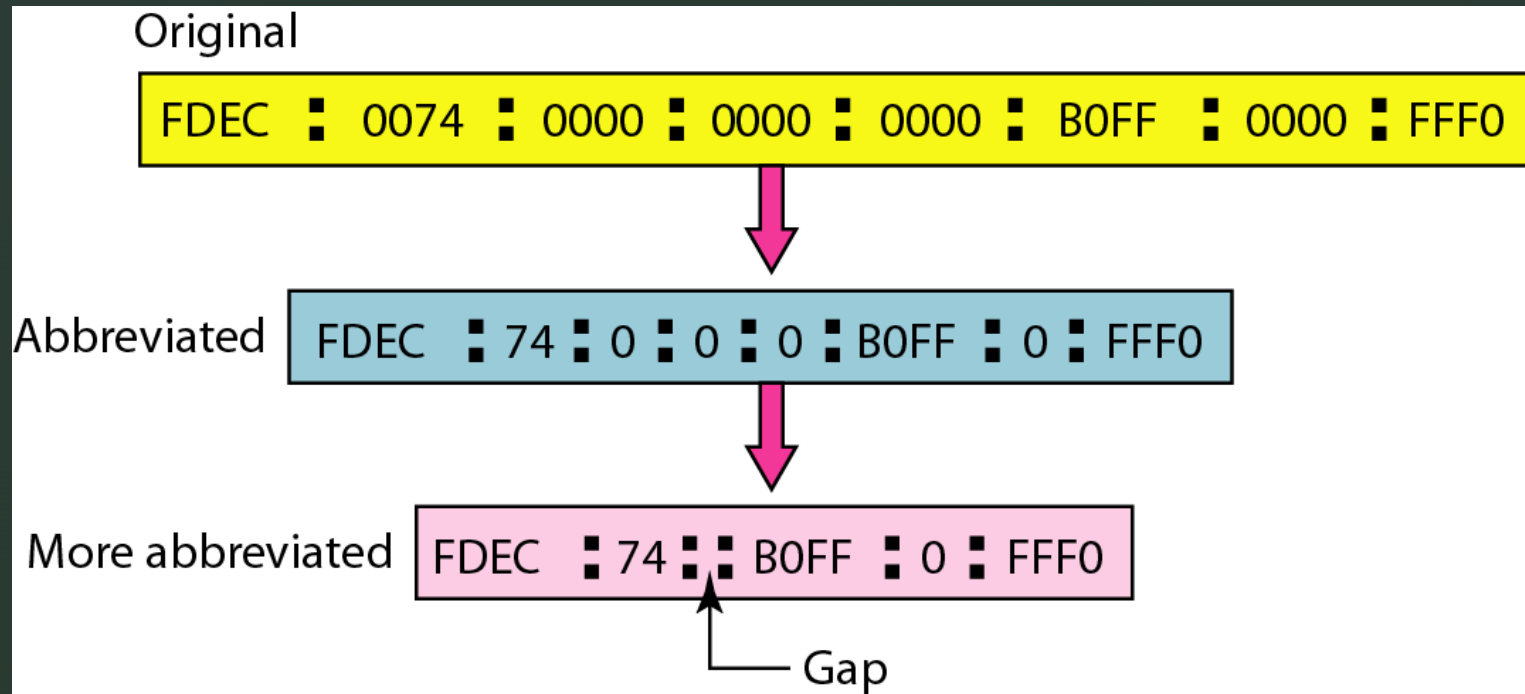 Original
FDEC : 0074 : 0000 : 0000 : 0000 : B0FF : 0000 : FFF0
Abbreviated
FDEC : 74 : 0 : 0 : 0 : B0FF : 0 : FFF0
More abbreviated
FDEC : 74 : : B0FF : 0 : FFF0
Gap